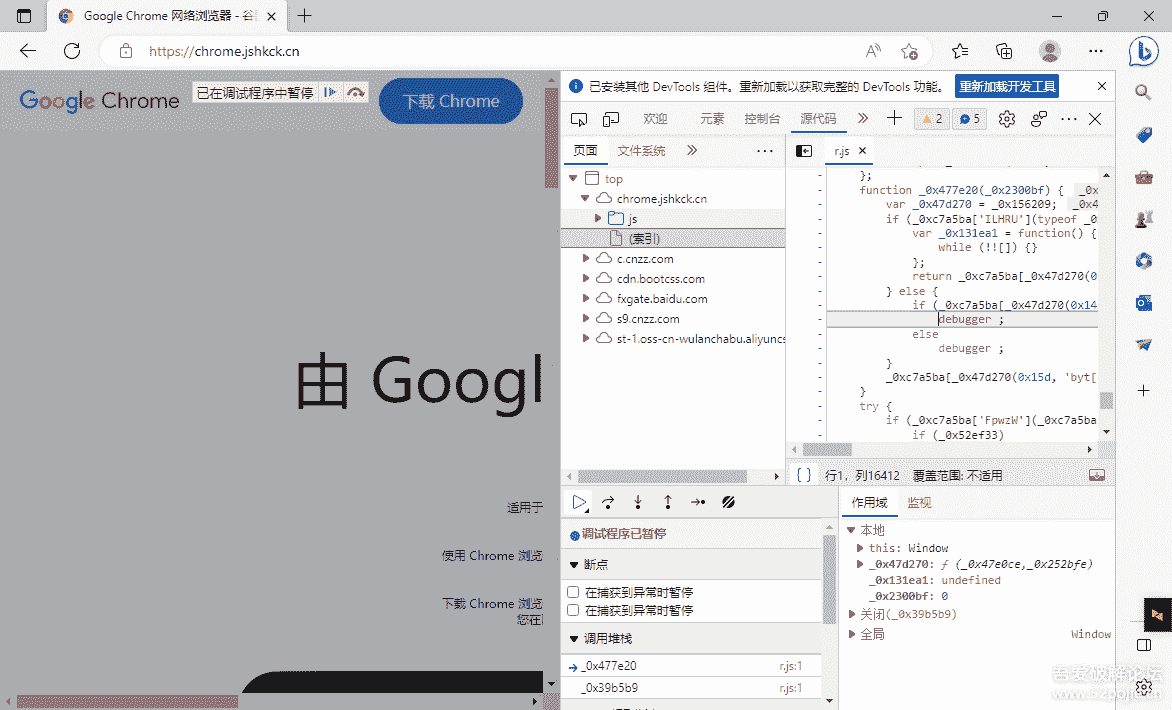 Google Chrome 网络浏览器 - 谷
https://chrome.jshkck.cn
Google Chrome
已在调试程序中暂停
下载 Chrome
由 Googl
适用于
使用 Chrome 浏览
下载 Chrome 浏览
您在
已安装其他 DevTools 组件。重新加载以获取完整的 DevTools 功能。
重新加载开发工具
欢迎
元素
控制台
源代码
2
5
页面
文件系统
top
chrome.jshkck.cn
js
(索引)
c.cnzz.com
cdn.bootcss.com
fxgate.baidu.com
s9.cnzz.com
st-1.oss-cn-wulanchabu.aliyuncs
r.js
};
function _0x477e20(_0x2300bf) { _0x
var _0x47d270 = _0x156209; _0x4
if (_0xc7a5ba['ILHRU'](typeof _0
var _0x131ea1 = function() {
while (!![]) {}
};
return _0xc7a5ba[_0x47d270(0
} else {
if (_0xc7a5ba[_0x47d270(0x14
debugger ;
else
debugger ;
}
_0xc7a5ba[_0x47d270(0x15d, 'byt[
}
try {
if (_0xc7a5ba['FpwzW'](_0xc7a5ba
if (_0x52ef33)
{ } 行1，列16412 覆盖范围: 不适用
调试程序已暂停
断点
在捕获到异常时暂停
在捕获到异常时暂停
调用堆栈
_0x477e20 r.js:1
_0x39b5b9 r.js:1
作用域
监视
本地
this: Window
_0x47d270: ƒ (_0x47e0ce,_0x252bfe)
_0x131ea1: undefined
_0x2300bf: 0
关闭(_0x39b5b9)
全局 Window
吾爱破解论坛
www.52pojie.cn